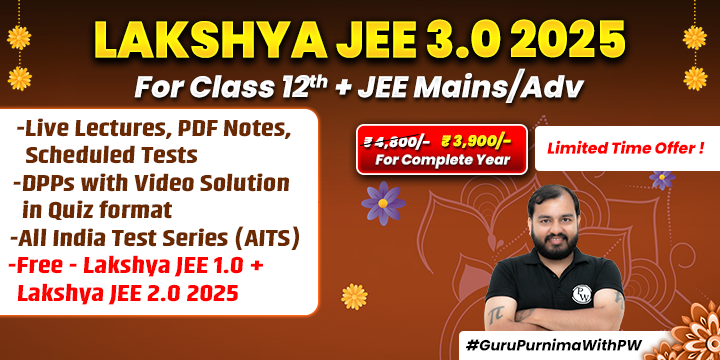 LAKSHYA JEE 3.0 2025
For Class 12th + JEE Mains/Adv
-Live Lectures, PDF Notes,
Scheduled Tests
-DPPs with Video Solution
in Quiz format
-All India Test Series (AITS)
-Free - Lakshya JEE 1.0 +
Lakshya JEE 2.0 2025
₹ 4,800/- ₹ 3,900/-
For Complete Year
Limited Time Offer !
PW
π
#GuruPurnimaWithPW